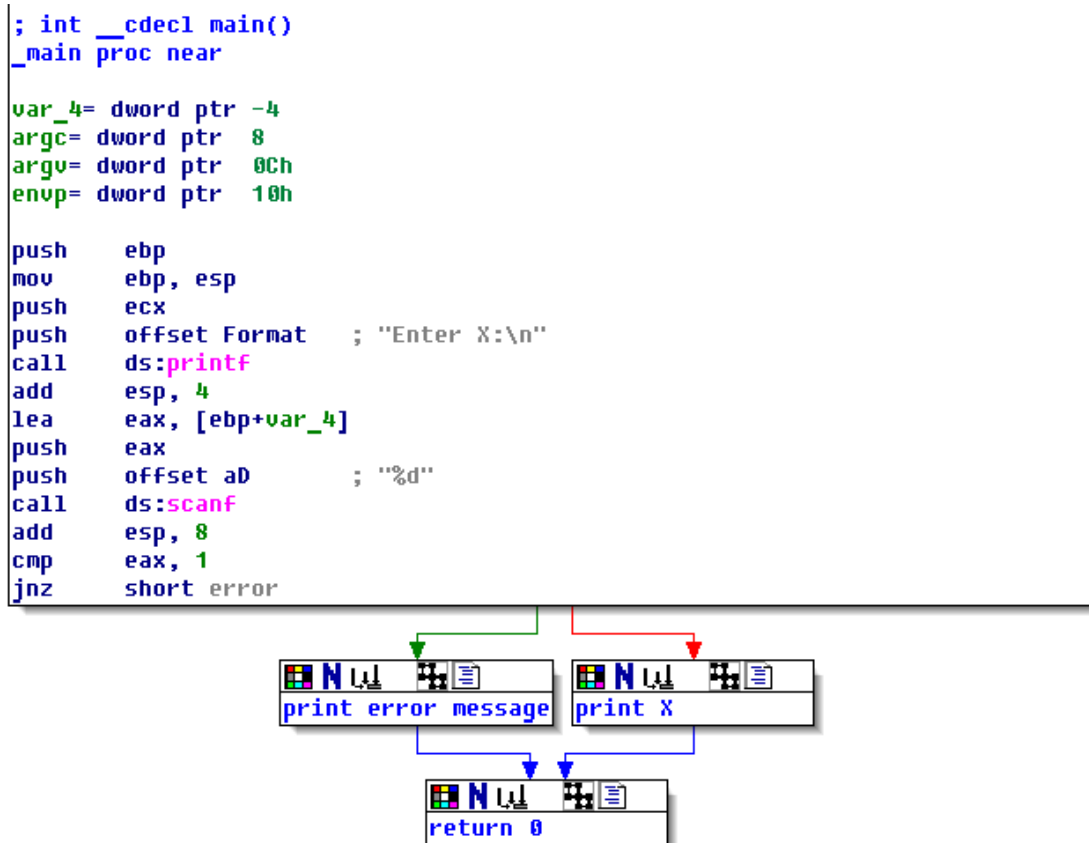 ; int __cdecl main()
_main proc near
var_4= dword ptr -4
argc= dword ptr  8
argv= dword ptr  0Ch
envp= dword ptr  10h
push    ebp
mov     ebp, esp
push    ecx
push    offset Format   ; "Enter X:\n"
call    ds:printf
add     esp, 4
lea     eax, [ebp+var_4]
push    eax
push    offset aD       ; "%d"
call    ds:scanf
add     esp, 8
cmp     eax, 1
jnz     short error
N N
print error message print X
N
return 0